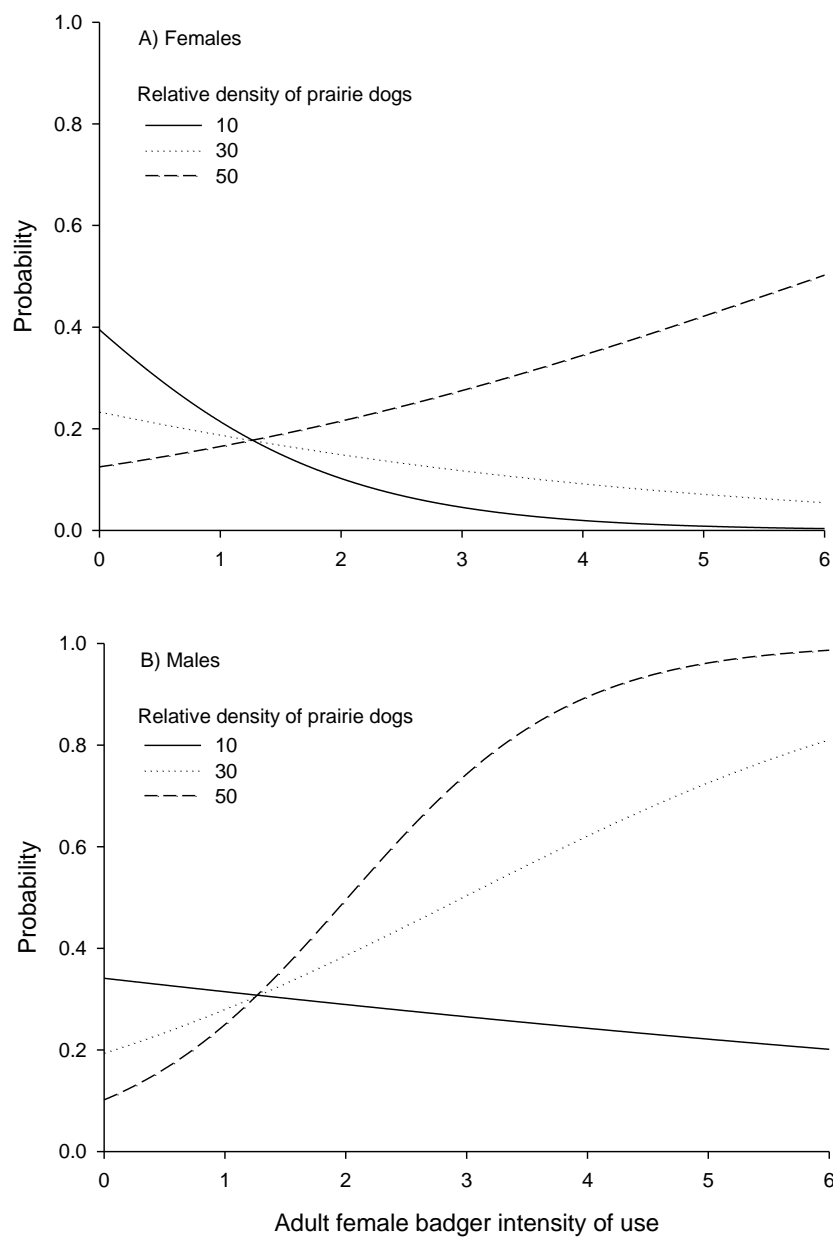 A) Females
Relative density of prairie dogs
10
30
50
Probability
1.0
0.8
0.6
0.4
0.2
0.0
0 1 2 3 4 5 6
B) Males
Relative density of prairie dogs
10
30
50
Probability
1.0
0.8
0.6
0.4
0.2
0.0
0 1 2 3 4 5 6
Adult female badger intensity of use